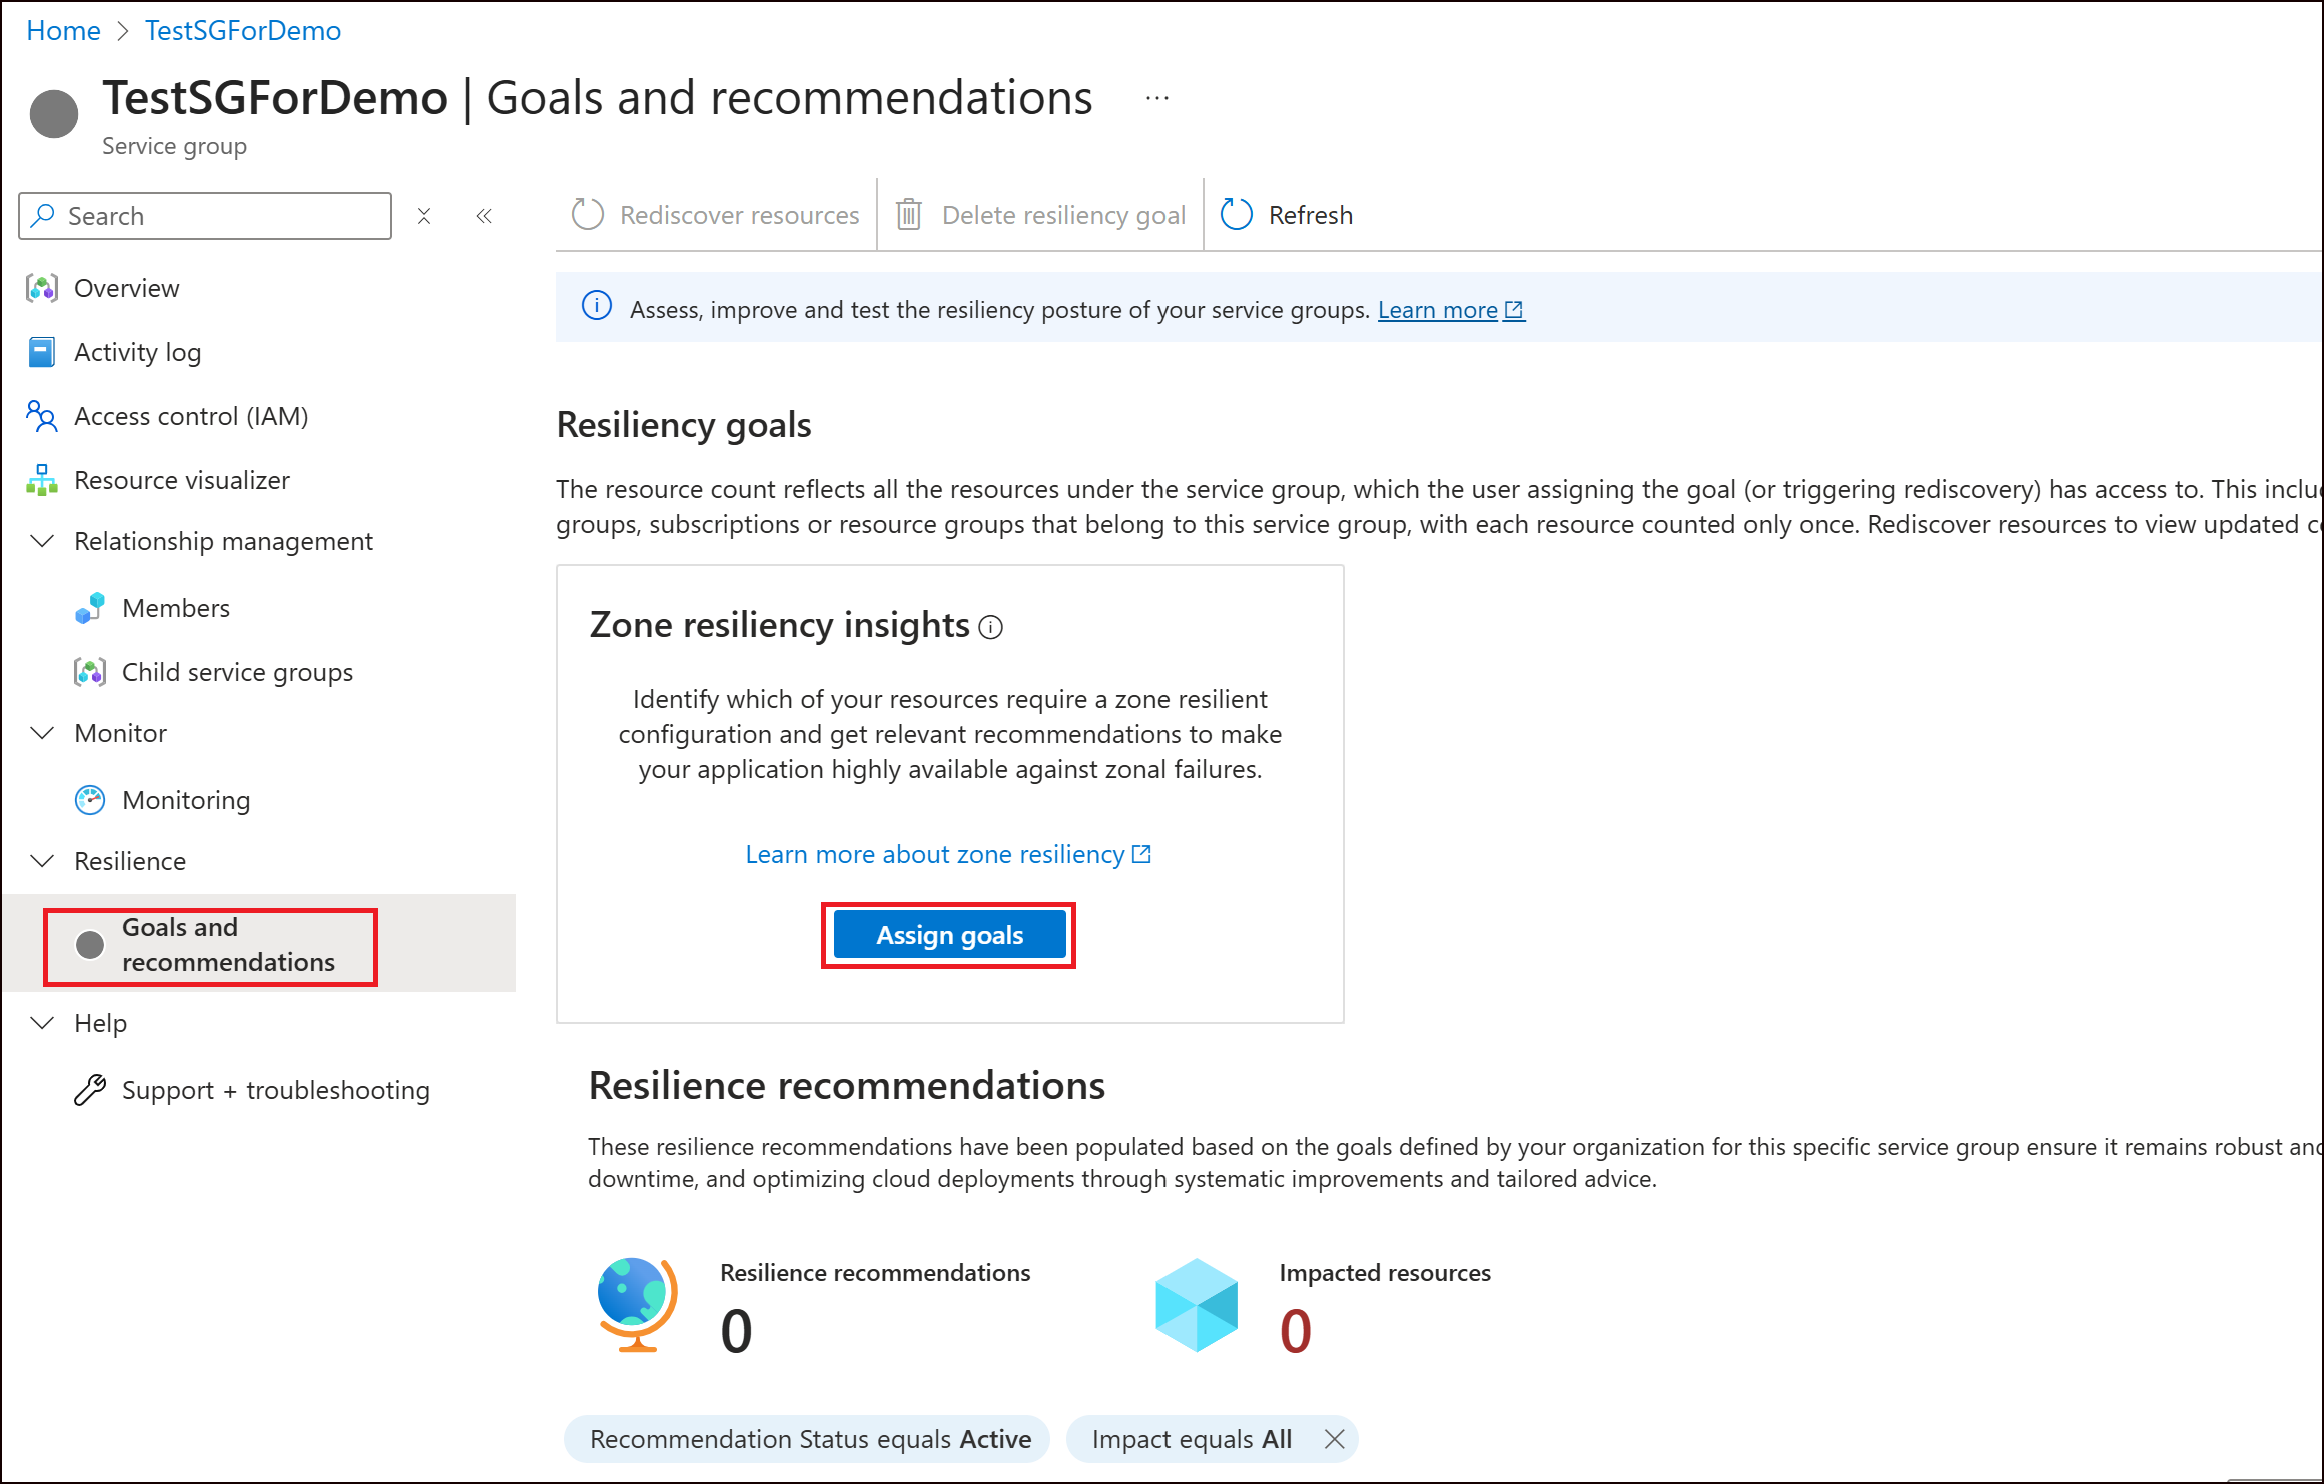 Home > TestSGForDemo
TestSGForDemo | Goals and recommendations ...
Service group
Search
Rediscover resources
Delete resiliency goal
Refresh
Overview
Activity log
Access control (IAM)
Resource visualizer
Relationship management
Members
Child service groups
Monitor
Monitoring
Resilience
Goals and
recommendations
Help
Support + troubleshooting
Assess, improve and test the resiliency posture of your service groups. Learn more
Resiliency goals
The resource count reflects all the resources under the service group, which the user assigning the goal (or triggering rediscovery) has access to. This
groups, subscriptions or resource groups that belong to this service group, with each resource counted only once. Rediscover resources to view updated
Zone resiliency insights
Identify which of your resources require a zone resilient
configuration and get relevant recommendations to make
your application highly available against zonal failures.
Learn more about zone resiliency
Assign goals
Resilience recommendations
These resilience recommendations have been populated based on the goals defined by your organization for this specific service group ensure it remains robust
downtime, and optimizing cloud deployments through systematic improvements and tailored advice.
Resilience recommendations
0
Impacted resources
0
Recommendation Status equals Active
Impact equals All